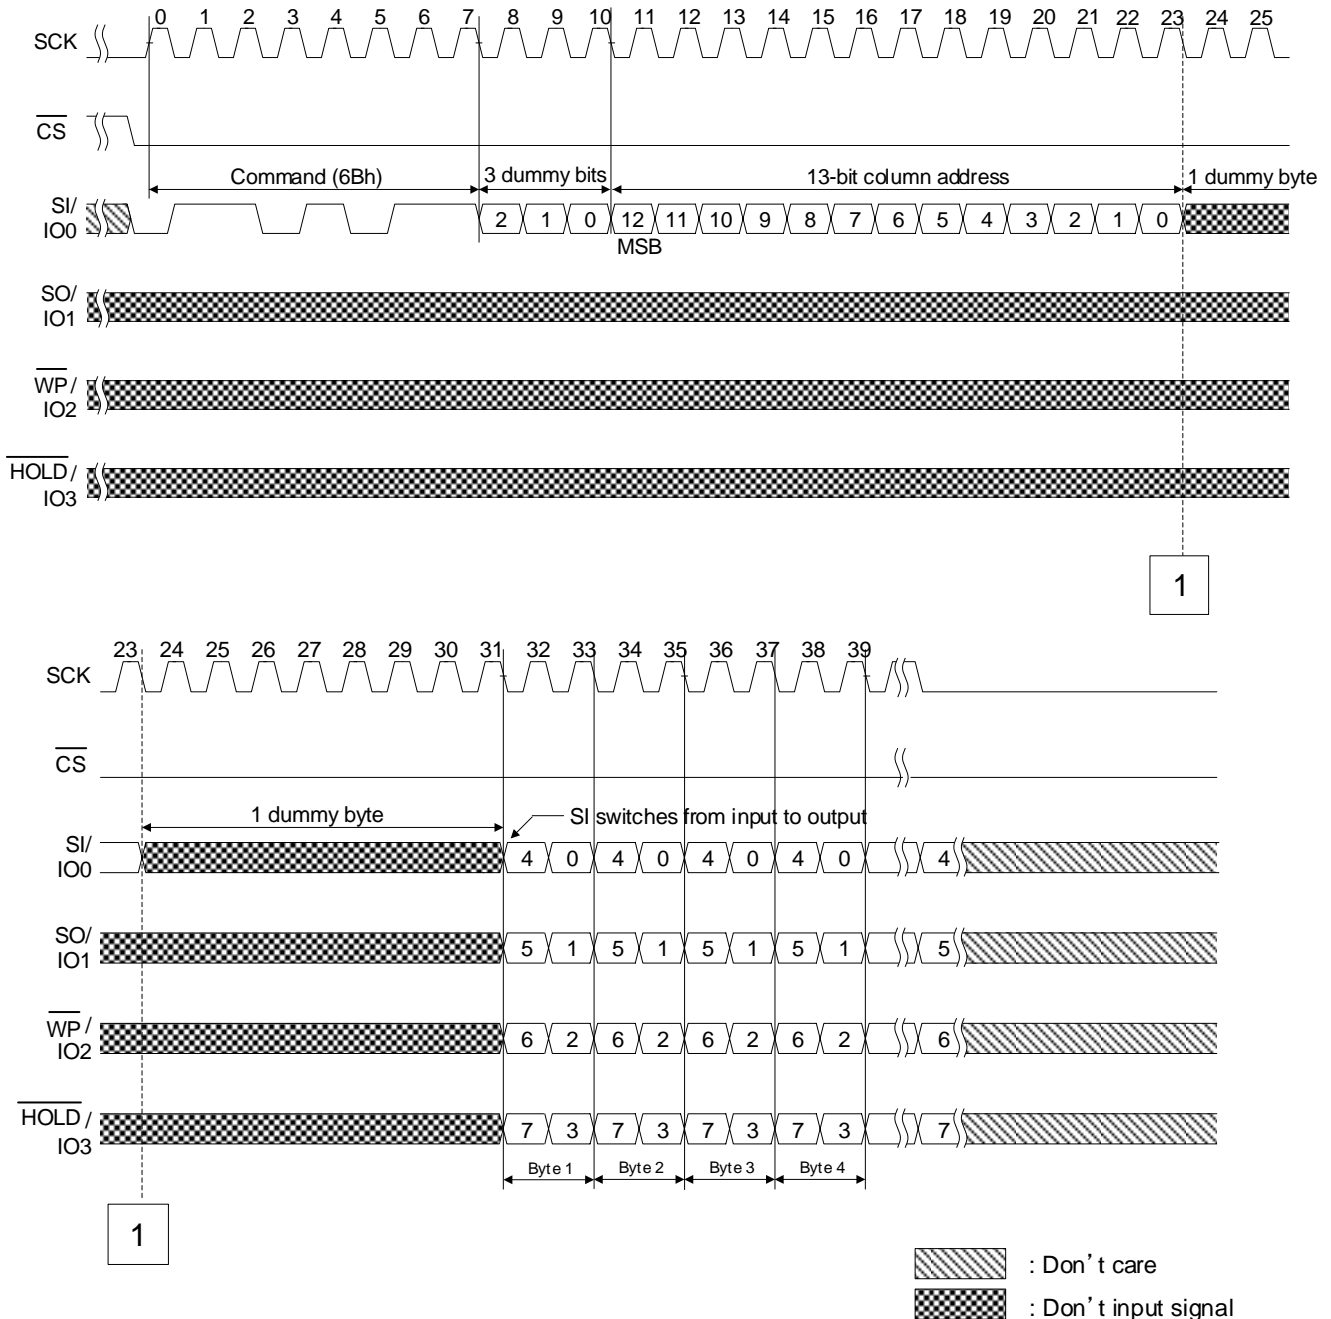 0 1 2 3 4 5 6 7 8 9 10 11 12 13 14 15 16 17 18 19 20 21 22 23 24 25
SCK
CS
Command (6Bh) 3 dummy bits 13-bit column address 1 dummy byte
SI/
IO0
2 1 0 12 11 10 9 8 7 6 5 4 3 2 1 0
MSB
SO/
IO1
WP/
IO2
HOLD/
IO3
1
23 24 25 26 27 28 29 30 31 32 33 34 35 36 37 38 39
SCK
CS
1 dummy byte SI switches from input to output
SI/
IO0
4 0 4 0 4 0 4 0 4
SO/
IO1
5 1 5 1 5 1 5 1 5
WP/
IO2
6 2 6 2 6 2 6 2 6
HOLD/
IO3
7 3 7 3 7 3 7 3 7
Byte 1 Byte 2 Byte 3 Byte 4
1
: Don't care
: Don't input signal